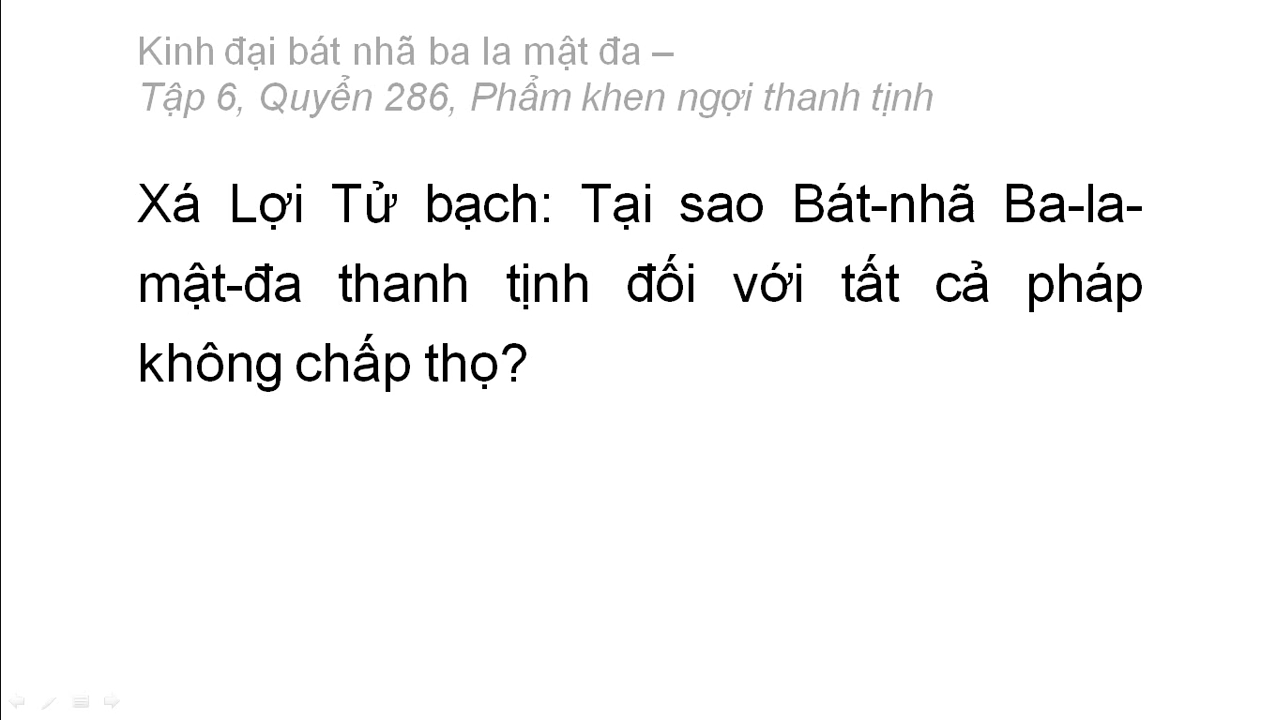 Kinh đại bát nhã ba la mật đa –
Tập 6, Quyển 286, Phẩm khen ngợi thanh tịnh
Xá Lợi Tử bạch: Tại sao Bát-nhã Ba-la-
mật-đa thanh tịnh đối với tất cả pháp
không chấp thọ?